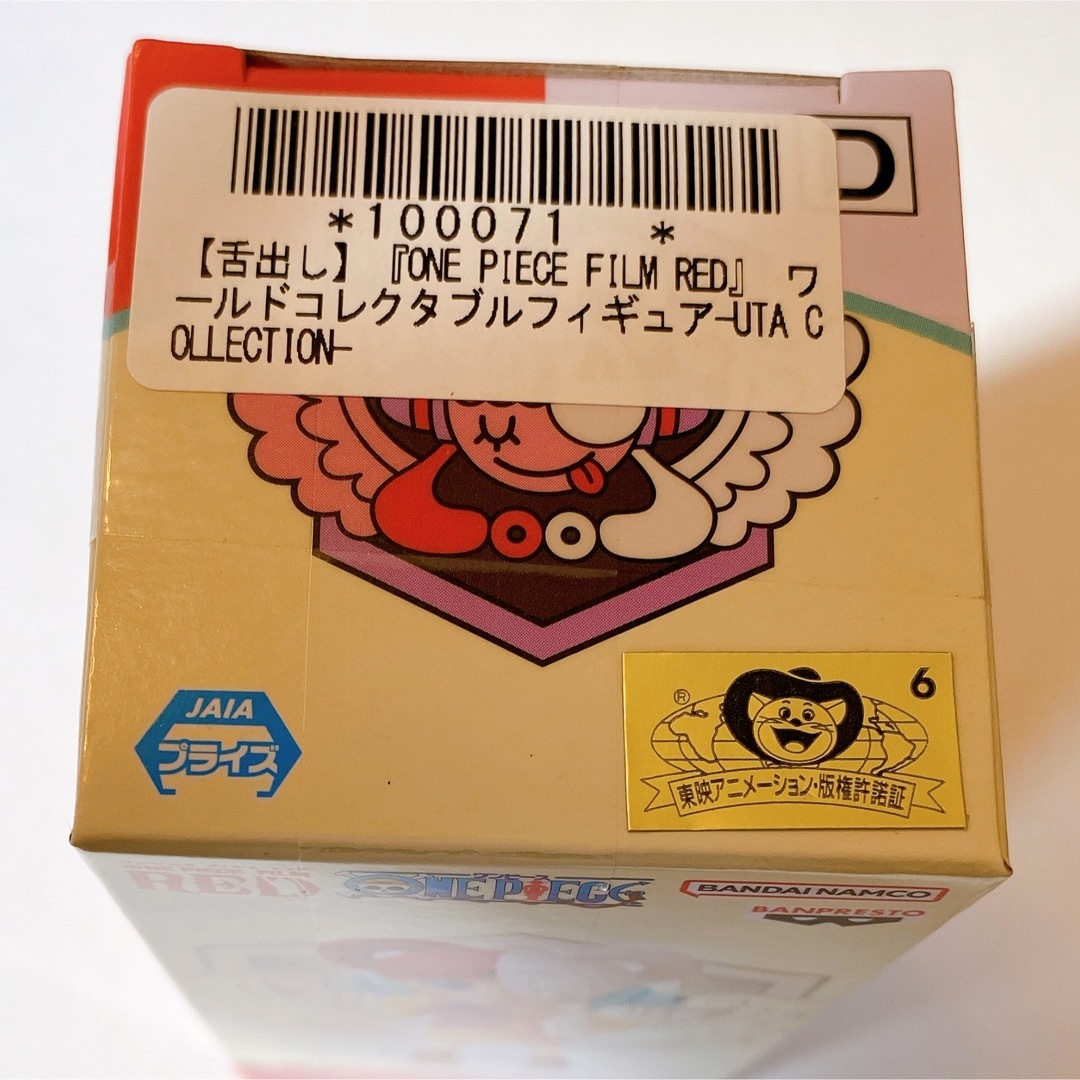 *100071 *
【舌出し】『ONE PIECE FILM RED』 ワ
ールドコレクタブルフィギュア-UTA C
OLLECTION-
D
JAIA
プライズ
®
6
東映アニメーション・版権許諾証
RED
ONE PIECE
BANDAI NAMCO
BANPRESTO